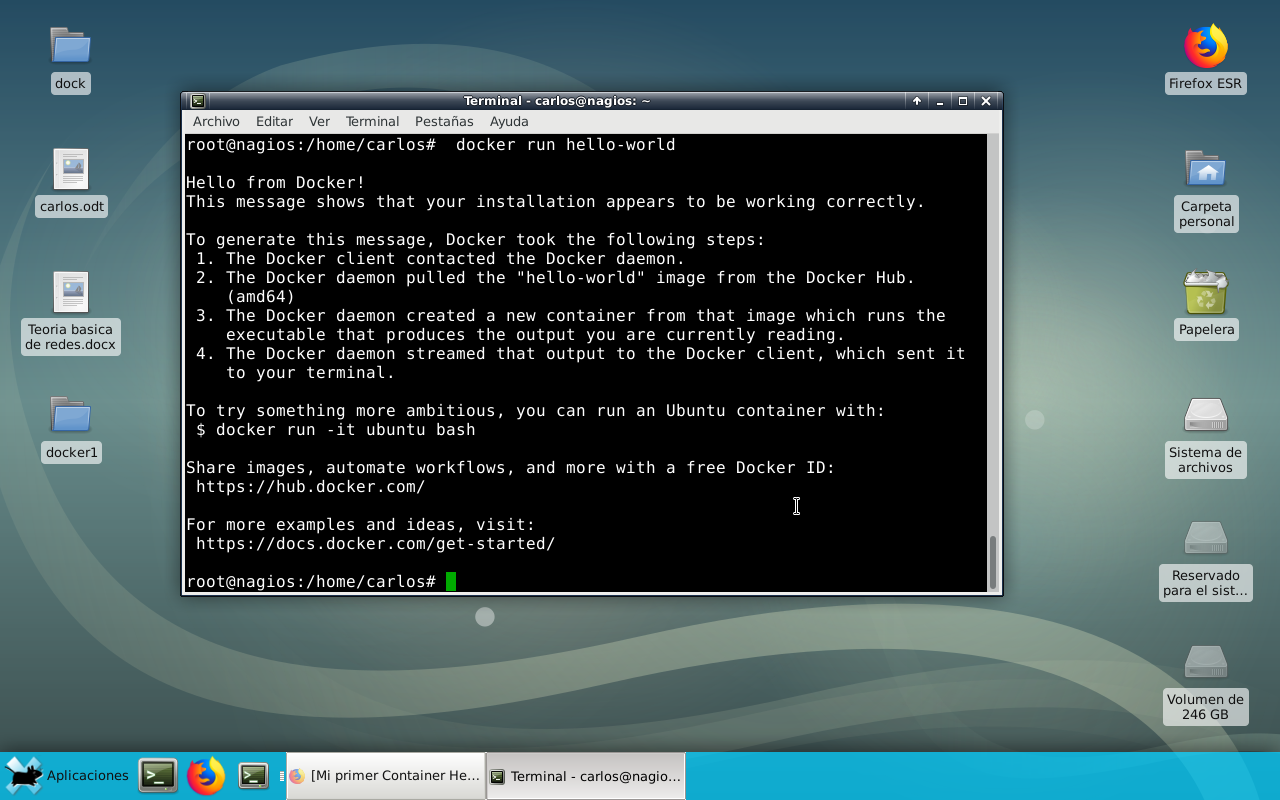 dock
carlos.odt
Teoria basica
de redes.docx
docker1
Terminal - carlos@nagios: ~
Archivo Editar Ver Terminal Pestañas Ayuda
root@nagios:/home/carlos#  docker run hello-world
Hello from Docker!
This message shows that your installation appears to be working correctly.
To generate this message, Docker took the following steps:
1. The Docker client contacted the Docker daemon.
2. The Docker daemon pulled the "hello-world" image from the Docker Hub.
(amd64)
3. The Docker daemon created a new container from that image which runs the
executable that produces the output you are currently reading.
4. The Docker daemon streamed that output to the Docker client, which sent it
to your terminal.
To try something more ambitious, you can run an Ubuntu container with:
$ docker run -it ubuntu bash
Share images, automate workflows, and more with a free Docker ID:
https://hub.docker.com/
For more examples and ideas, visit:
https://docs.docker.com/get-started/
root@nagios:/home/carlos#
Firefox ESR
Carpeta
personal
Papelera
Sistema de
archivos
Reservado
para el sist...
Volumen de
246 GB
Aplicaciones
[Mi primer Container He...
Terminal - carlos@nagio...